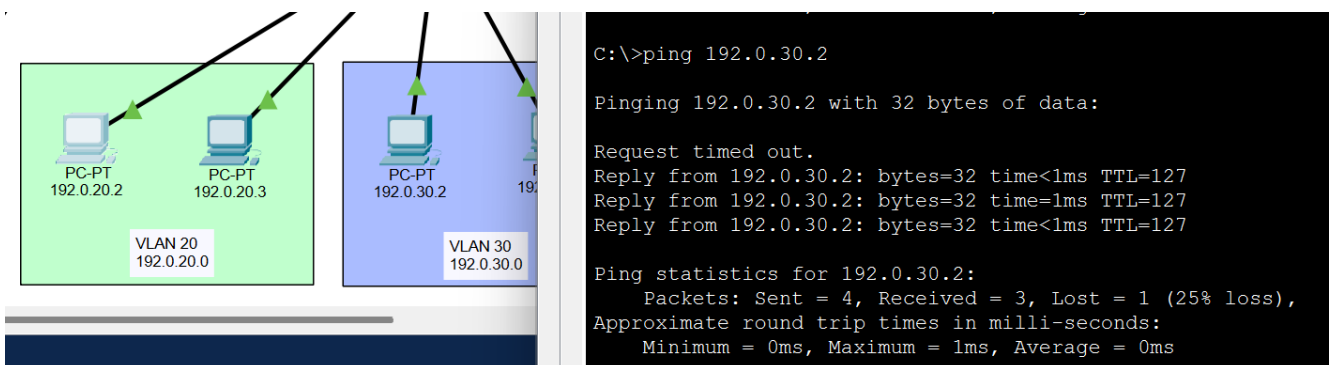 PC-PT
192.0.20.2
PC-PT
192.0.20.3
VLAN 20
192.0.20.0
PC-PT
192.0.30.2
VLAN 30
192.0.30.0
C:\>ping 192.0.30.2
Pinging 192.0.30.2 with 32 bytes of data:
Request timed out.
Reply from 192.0.30.2: bytes=32 time<1ms TTL=127
Reply from 192.0.30.2: bytes=32 time=1ms TTL=127
Reply from 192.0.30.2: bytes=32 time<1ms TTL=127
Ping statistics for 192.0.30.2:
Packets: Sent = 4, Received = 3, Lost = 1 (25% loss),
Approximate round trip times in milli-seconds:
Minimum = 0ms, Maximum = 1ms, Average = 0ms